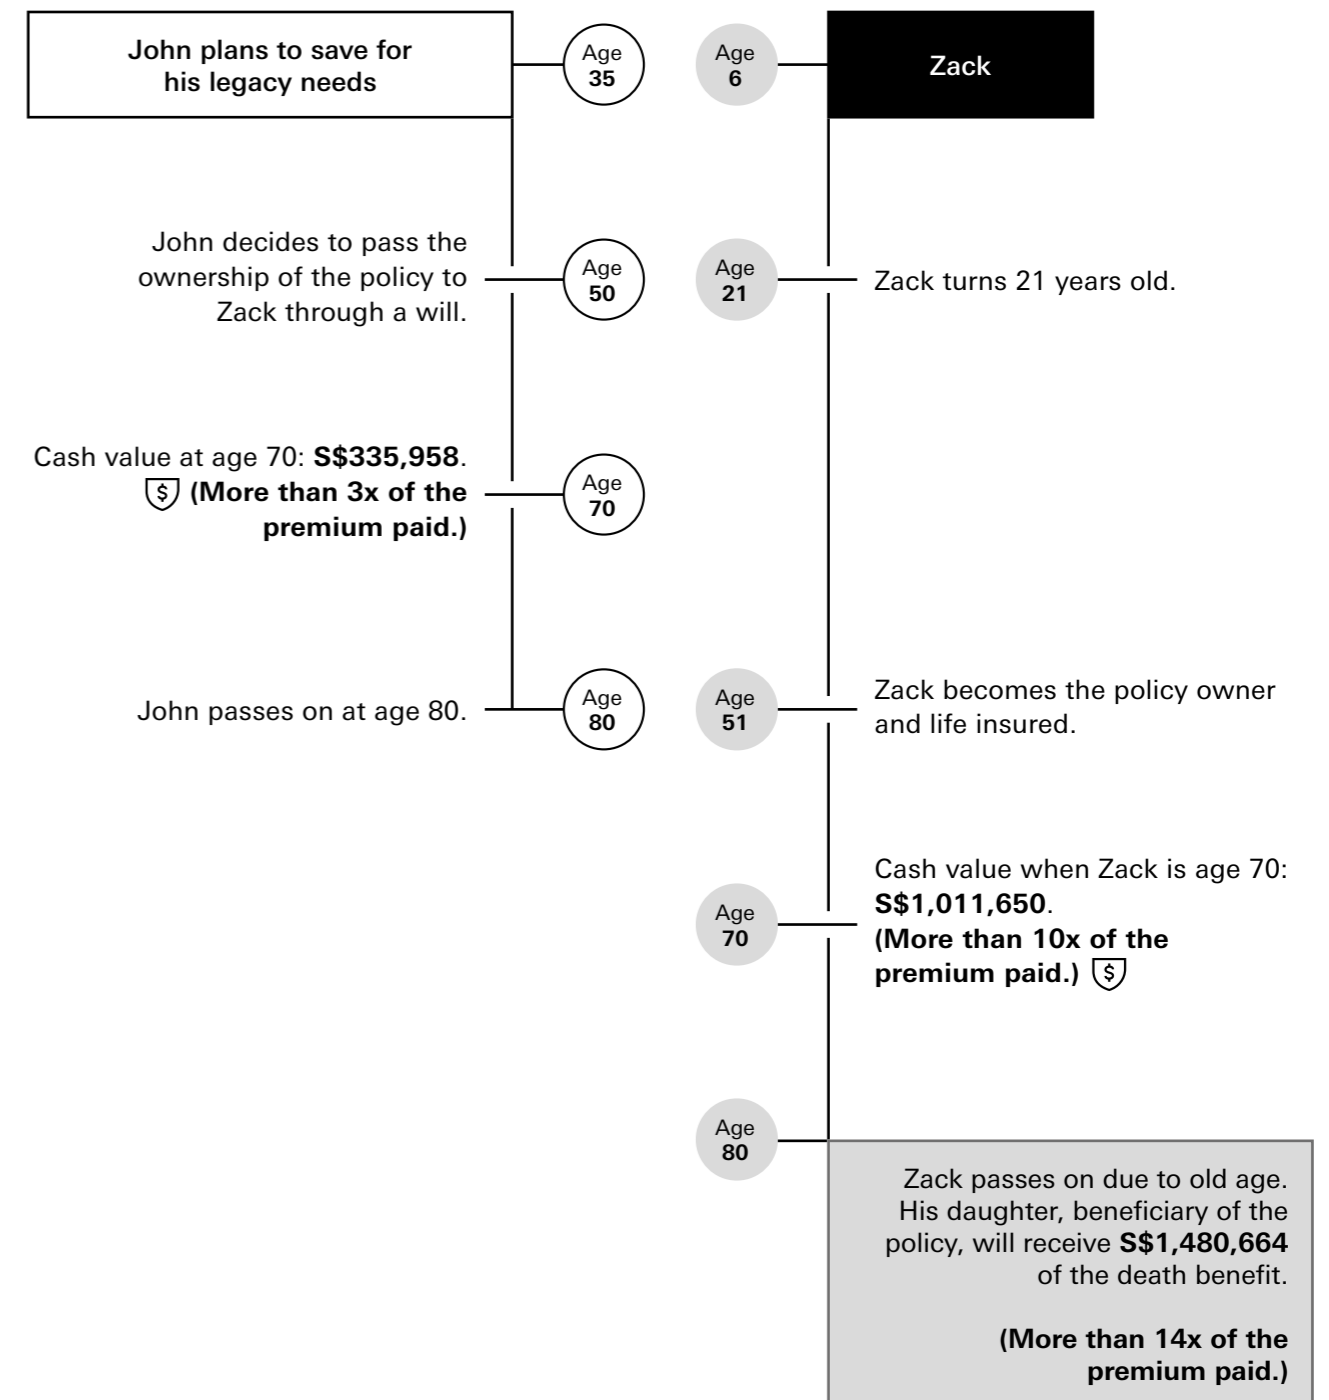 John plans to save for
his legacy needs
Age
35
Age
6
Zack
John decides to pass the
ownership of the policy to
Zack through a will.
Age
50
Age
21
Zack turns 21 years old.
Cash value at age 70: S$335,958.
$ (More than 3x of the
premium paid.)
Age
70
John passes on at age 80.
Age
80
Age
51
Zack becomes the policy owner
and life insured.
Age
70
Cash value when Zack is age 70:
S$1,011,650.
(More than 10x of the
premium paid.) $
Age
80
Zack passes on due to old age.
His daughter, beneficiary of the
policy, will receive S$1,480,664
of the death benefit.
(More than 14x of the
premium paid.)